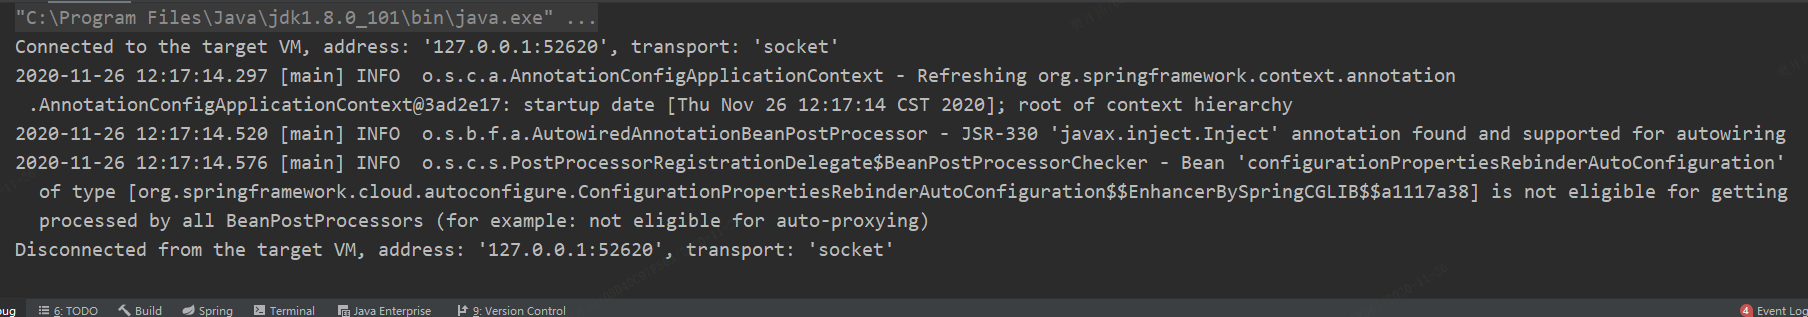 "C:\Program Files\Java\jdk1.8.0_101\bin\java.exe" ...
Connected to the target VM, address: '127.0.0.1:52620', transport: 'socket'
2020-11-26 12:17:14.297 [main] INFO  o.s.c.a.AnnotationConfigApplicationContext - Refreshing org.springframework.context.annotation
.AnnotationConfigApplicationContext@3ad2e17: startup date [Thu Nov 26 12:17:14 CST 2020]; root of context hierarchy
2020-11-26 12:17:14.520 [main] INFO  o.s.b.f.a.AutowiredAnnotationBeanPostProcessor - JSR-330 'javax.inject.Inject' annotation found and supported for autowiring
2020-11-26 12:17:14.576 [main] INFO  o.s.c.s.PostProcessorRegistrationDelegate$BeanPostProcessorChecker - Bean 'configurationPropertiesRebinderAutoConfiguration'
of type [org.springframework.cloud.autoconfigure.ConfigurationPropertiesRebinderAutoConfiguration$$EnhancerBySpringCGLIB$$a1117a38] is not eligible for getting
processed by all BeanPostProcessors (for example: not eligible for auto-proxying)
Disconnected from the target VM, address: '127.0.0.1:52620', transport: 'socket'
6: TODO Build Spring Terminal Java Enterprise 9: Version Control 4 Event Log